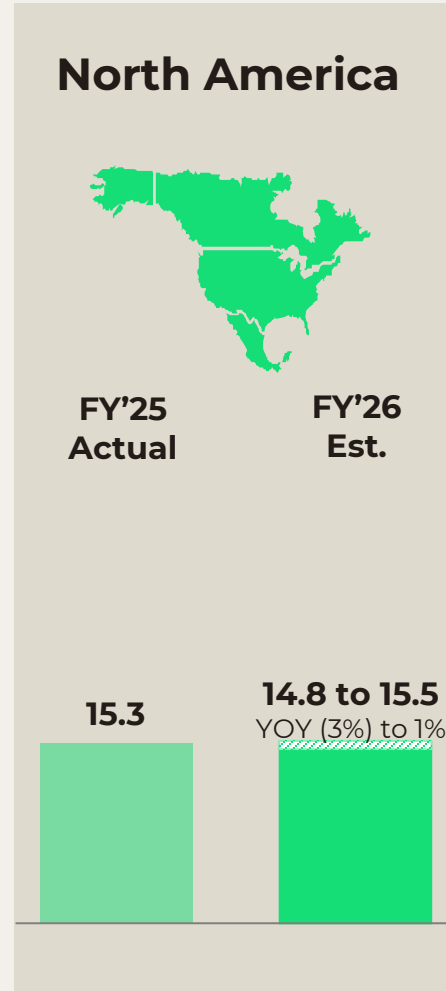 North America
FY’25
Actual
FY’26
Est.
15.3
14.8 to 15.5
YOY (3%) to 1%